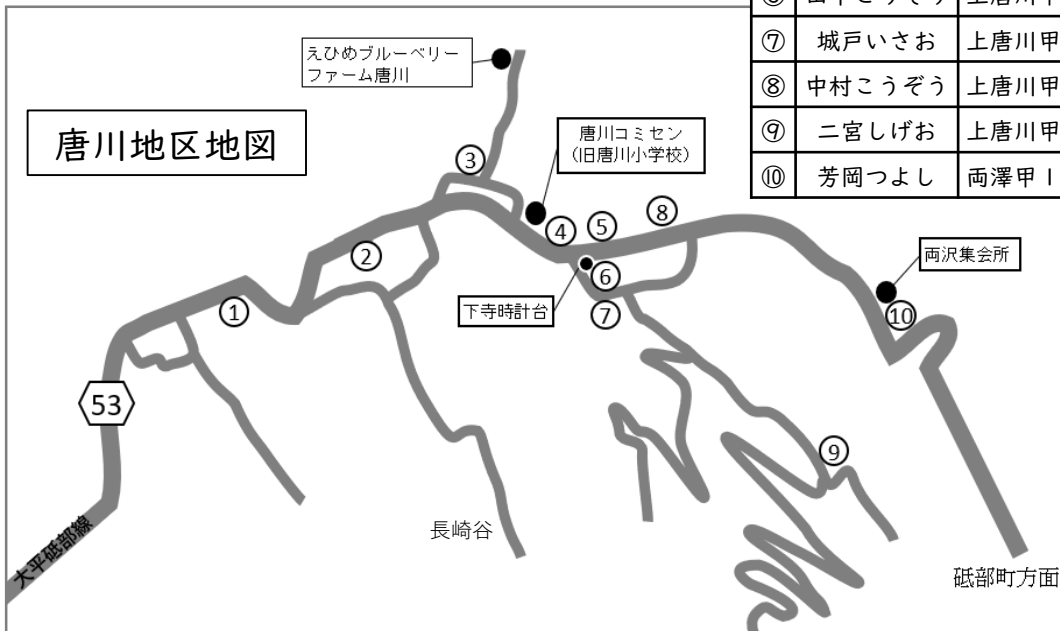 ⑦ 城戸いさお 上唐川甲
⑧ 中村こうぞう 上唐川甲
⑨ 二宮しげお 上唐川甲
⑩ 芳岡つよし 両澤甲1
えひめブルーベリー
ファーム唐川
唐川地区地図
唐川コミセン
(旧唐川小学校)
③
④
⑤
⑧
②
⑥
両沢集会所
下寺時計台
①
⑦
⑩
53
⑨
長崎谷
大平砥部線
砥部町方面